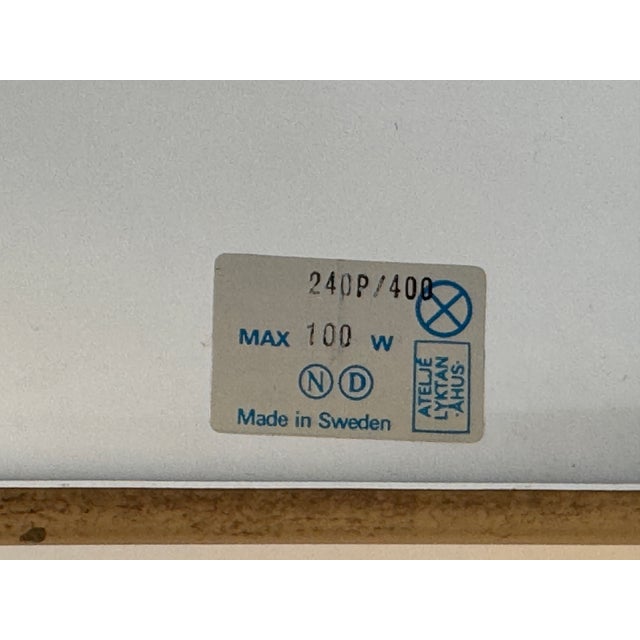 240P/400
MAX 100 W
N D
Made in Sweden
ATELJÉ
LYKTAN
·ÅHUS·